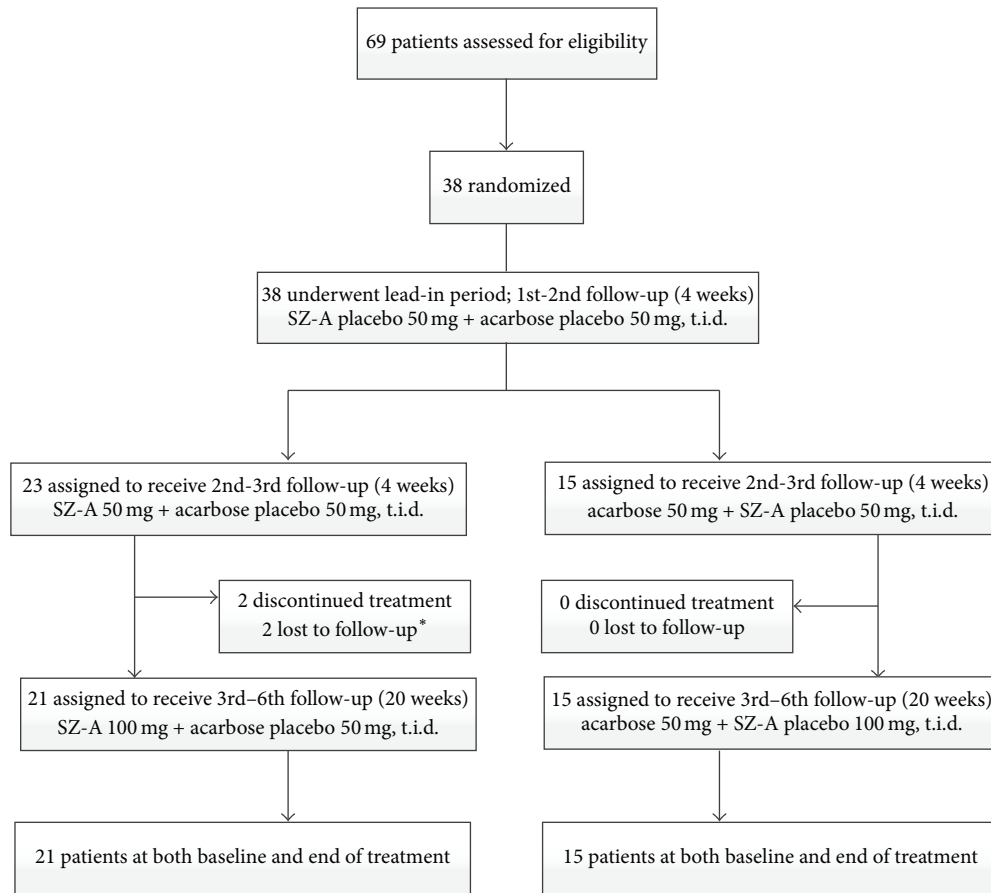 69 patients assessed for eligibility
38 randomized
38 underwent lead-in period; 1st-2nd follow-up (4 weeks)
SZ-A placebo 50 mg + acarbose placebo 50 mg, t.i.d.
23 assigned to receive 2nd-3rd follow-up (4 weeks)
SZ-A 50 mg + acarbose placebo 50 mg, t.i.d.
15 assigned to receive 2nd-3rd follow-up (4 weeks)
acarbose 50 mg + SZ-A placebo 50 mg, t.i.d.
2 discontinued treatment
2 lost to follow-up*
0 discontinued treatment
0 lost to follow-up
21 assigned to receive 3rd–6th follow-up (20 weeks)
SZ-A 100 mg + acarbose placebo 50 mg, t.i.d.
15 assigned to receive 3rd–6th follow-up (20 weeks)
acarbose 50 mg + SZ-A placebo 100 mg, t.i.d.
21 patients at both baseline and end of treatment
15 patients at both baseline and end of treatment